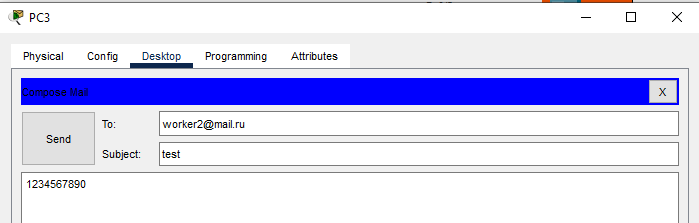 PC3
Physical Config Desktop Programming Attributes
Compose Mail X
Send
To: worker2@mail.ru
Subject: test
1234567890